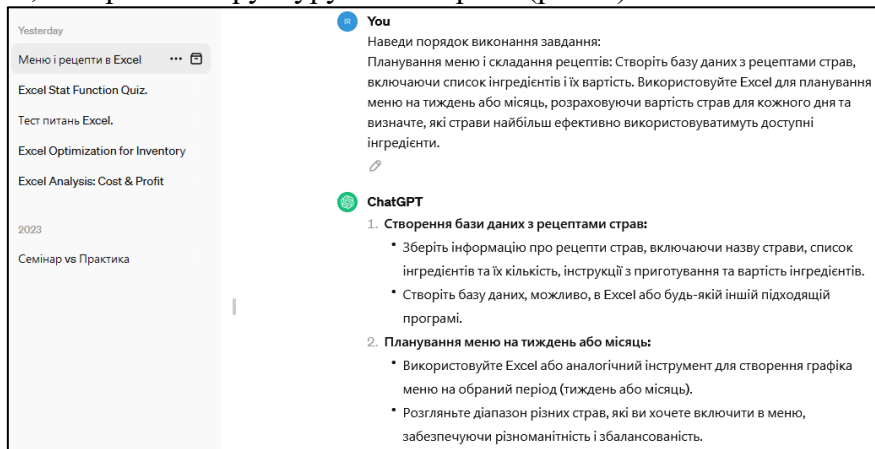 Yesterday
Меню і рецепти в Excel
Excel Stat Function Quiz.
Тест питань Excel.
Excel Optimization for Inventory
Excel Analysis: Cost & Profit
2023
Семінар vs Практика
IR
You
Наведи порядок виконання завдання:
Планування меню і складання рецептів: Створіть базу даних з рецептами страв,
включаючи список інгредієнтів і їх вартість. Використовуйте Excel для планування
меню на тиждень або місяць, розраховуючи вартість страв для кожного дня та
визначте, які страви найбільш ефективно використовуватимуть доступні
інгредієнти.
ChatGPT
1. Створення бази даних з рецептами страв:
• Зберіть інформацію про рецепти страв, включаючи назву страви, список
інгредієнтів та їх кількість, інструкції з приготування та вартість інгредієнтів.
• Створіть базу даних, можливо, в Excel або будь-якій іншій підходящій
програмі.
2. Планування меню на тиждень або місяць:
• Використовуйте Excel або аналогічний інструмент для створення графіка
меню на обраний період (тиждень або місяць).
• Розгляньте діапазон різних страв, які ви хочете включити в меню,
забезпечуючи різноманітність і збалансованість.